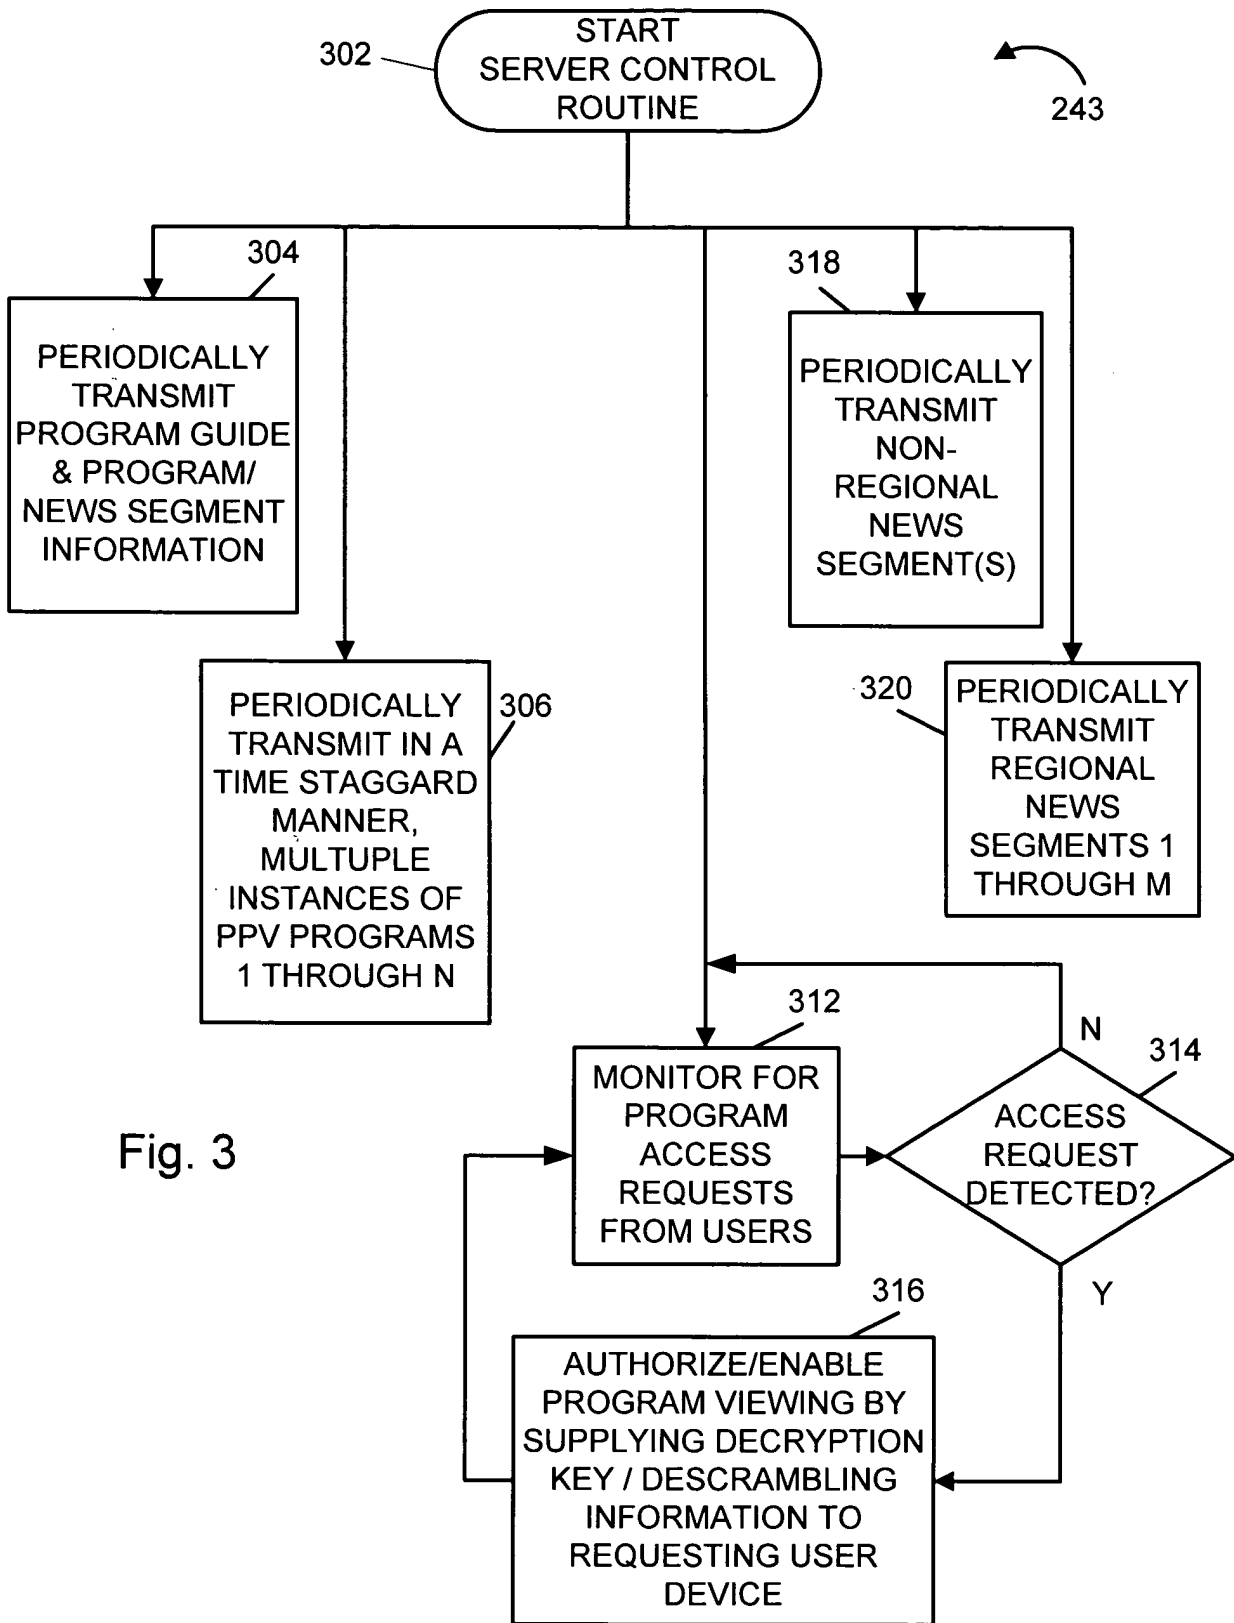 START
SERVER CONTROL
ROUTINE
302
243
304
PERIODICALLY
TRANSMIT
PROGRAM GUIDE
& PROGRAM/
NEWS SEGMENT
INFORMATION
318
PERIODICALLY
TRANSMIT
NON-
REGIONAL
NEWS
SEGMENT(S)
306
PERIODICALLY
TRANSMIT IN A
TIME STAGGARD
MANNER,
MULTUPLE
INSTANCES OF
PPV PROGRAMS
1 THROUGH N
320
PERIODICALLY
TRANSMIT
REGIONAL
NEWS
SEGMENTS 1
THROUGH M
312
MONITOR FOR
PROGRAM
ACCESS
REQUESTS
FROM USERS
N
314
ACCESS
REQUEST
DETECTED?
Y
Fig. 3
316
AUTHORIZE/ENABLE
PROGRAM VIEWING BY
SUPPLYING DECRYPTION
KEY / DESCRAMBLING
INFORMATION TO
REQUESTING USER
DEVICE